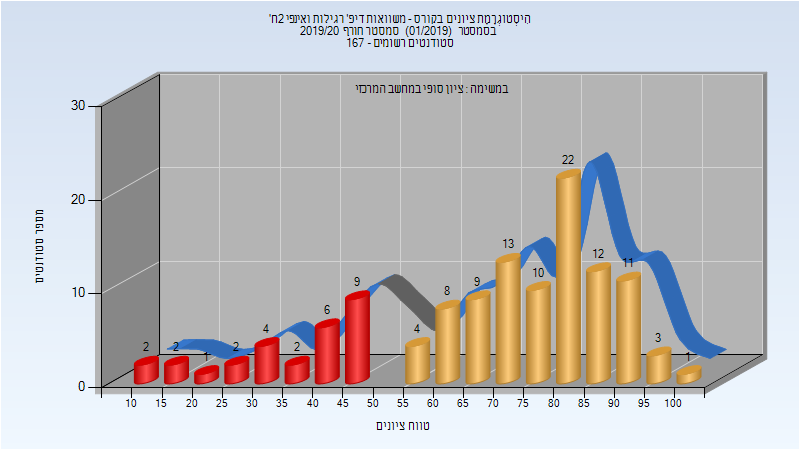 הִיסְטוֹגְרַמַת ציונים בקורס - משוואות דיפ' רגילות ואינפי 2ח'
בסמסטר (01/2019) סמסטר חורף 2019/20
סטודנטים רשומים - 167
במשימה : ציון סופי במחשב המרכזי
מספר סטודנטים
30
20
10
0
2 2 1 2 4 2 6 9 4 8 9 13 10 22 12 11 3 1
10 15 20 25 30 35 40 45 50 55 60 65 70 75 80 85 90 95 100
טווח ציונים